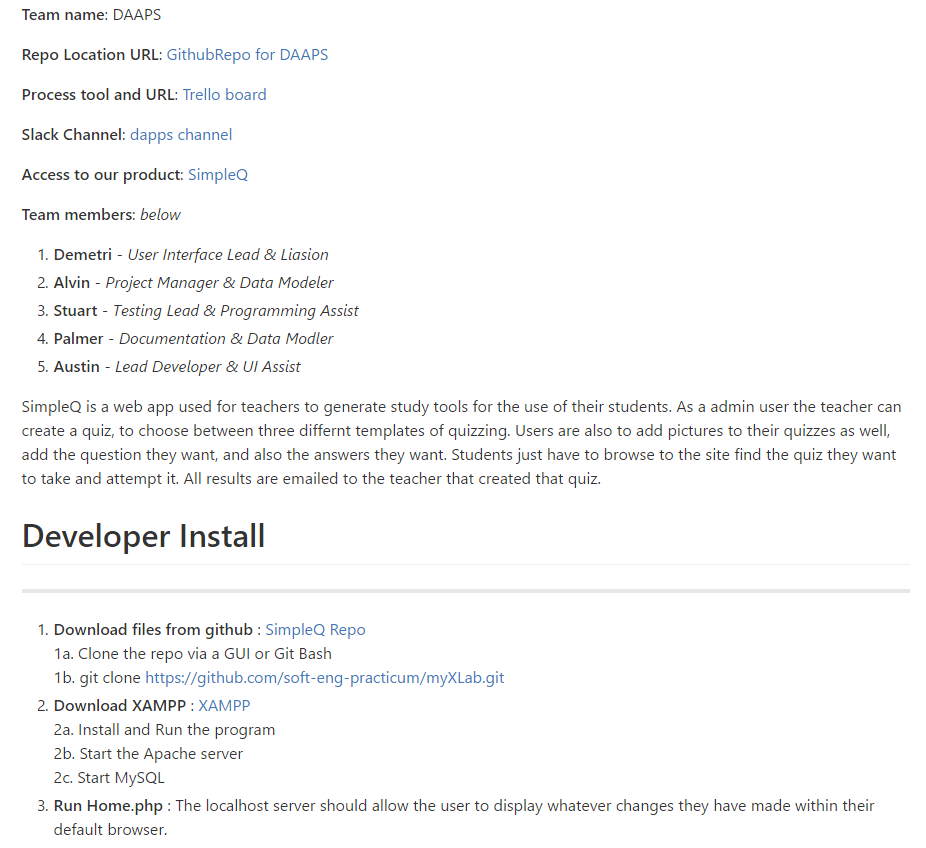 Team name: DAAPS
Repo Location URL: GithubRepo for DAAPS
Process tool and URL: Trello board
Slack Channel: dapps channel
Access to our product: SimpleQ
Team members: below
1. Demetri - User Interface Lead & Liasion
2. Alvin - Project Manager & Data Modeler
3. Stuart - Testing Lead & Programming Assist
4. Palmer - Documentation & Data Modler
5. Austin - Lead Developer & UI Assist
SimpleQ is a web app used for teachers to generate study tools for the use of their students. As a admin user the teacher can
create a quiz, to choose between three differnt templates of quizzing. Users are also to add pictures to their quizzes as well,
add the question they want, and also the answers they want. Students just have to browse to the site find the quiz they want
to take and attempt it. All results are emailed to the teacher that created that quiz.
Developer Install
1. Download files from github : SimpleQ Repo
1a. Clone the repo via a GUI or Git Bash
1b. git clone https://github.com/soft-eng-practicum/myXLab.git
2. Download XAMPP : XAMPP
2a. Install and Run the program
2b. Start the Apache server
2c. Start MySQL
3. Run Home.php : The localhost server should allow the user to display whatever changes they have made within their
default browser.